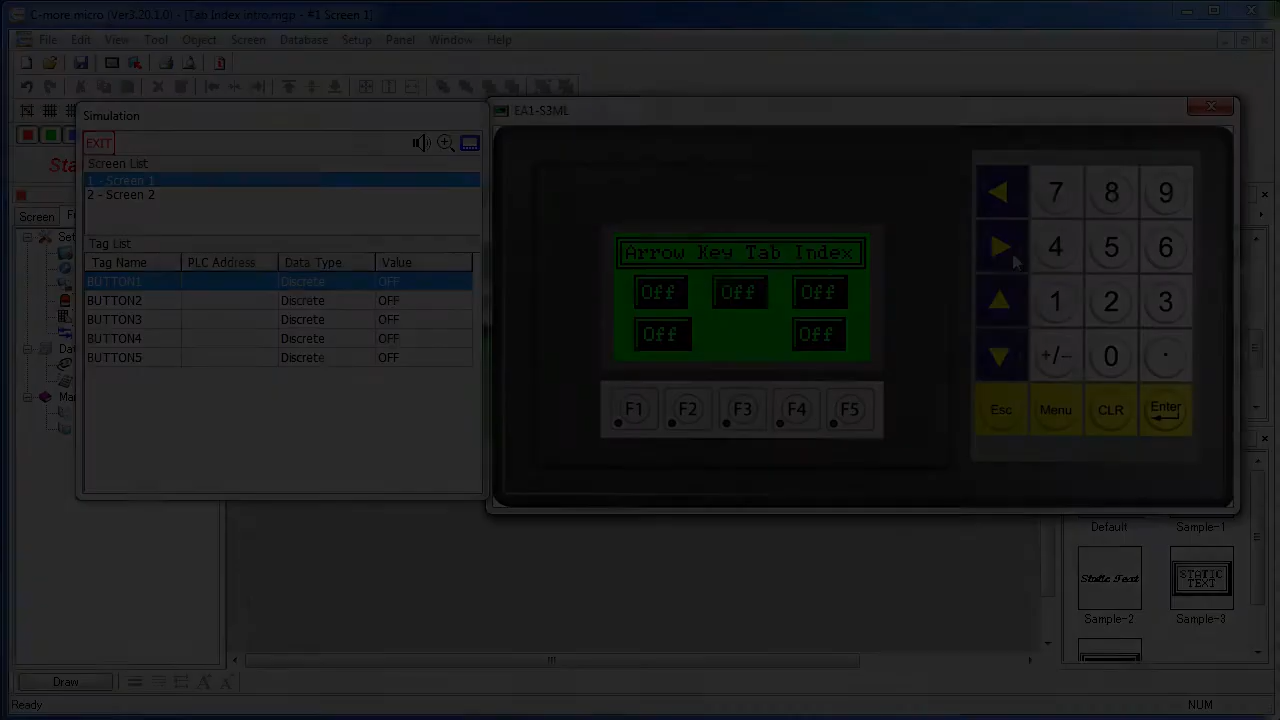 C-more micro (Ver3.20.1.0) - [Tab Index intro.mgp - #1 Screen 1]
File Edit View Tool Object Screen Database Setup Panel Window Help
Simulation
EXIT
Screen List
1 - Screen 1
2 - Screen 2
Tag List
Tag Name PLC Address Data Type Value
BUTTON1 Discrete OFF
BUTTON2 Discrete OFF
BUTTON3 Discrete OFF
BUTTON4 Discrete OFF
BUTTON5 Discrete OFF
Screen
EA1-S3ML
Arrow Key Tab Index
Off Off Off
Off Off
F1 F2 F3 F4 F5
7 8 9
4 5 6
1 2 3
+/- 0 .
Esc Menu CLR Enter
Default Sample-1
Static Text STATIC TEXT
Sample-2 Sample-3
Draw
Ready NUM